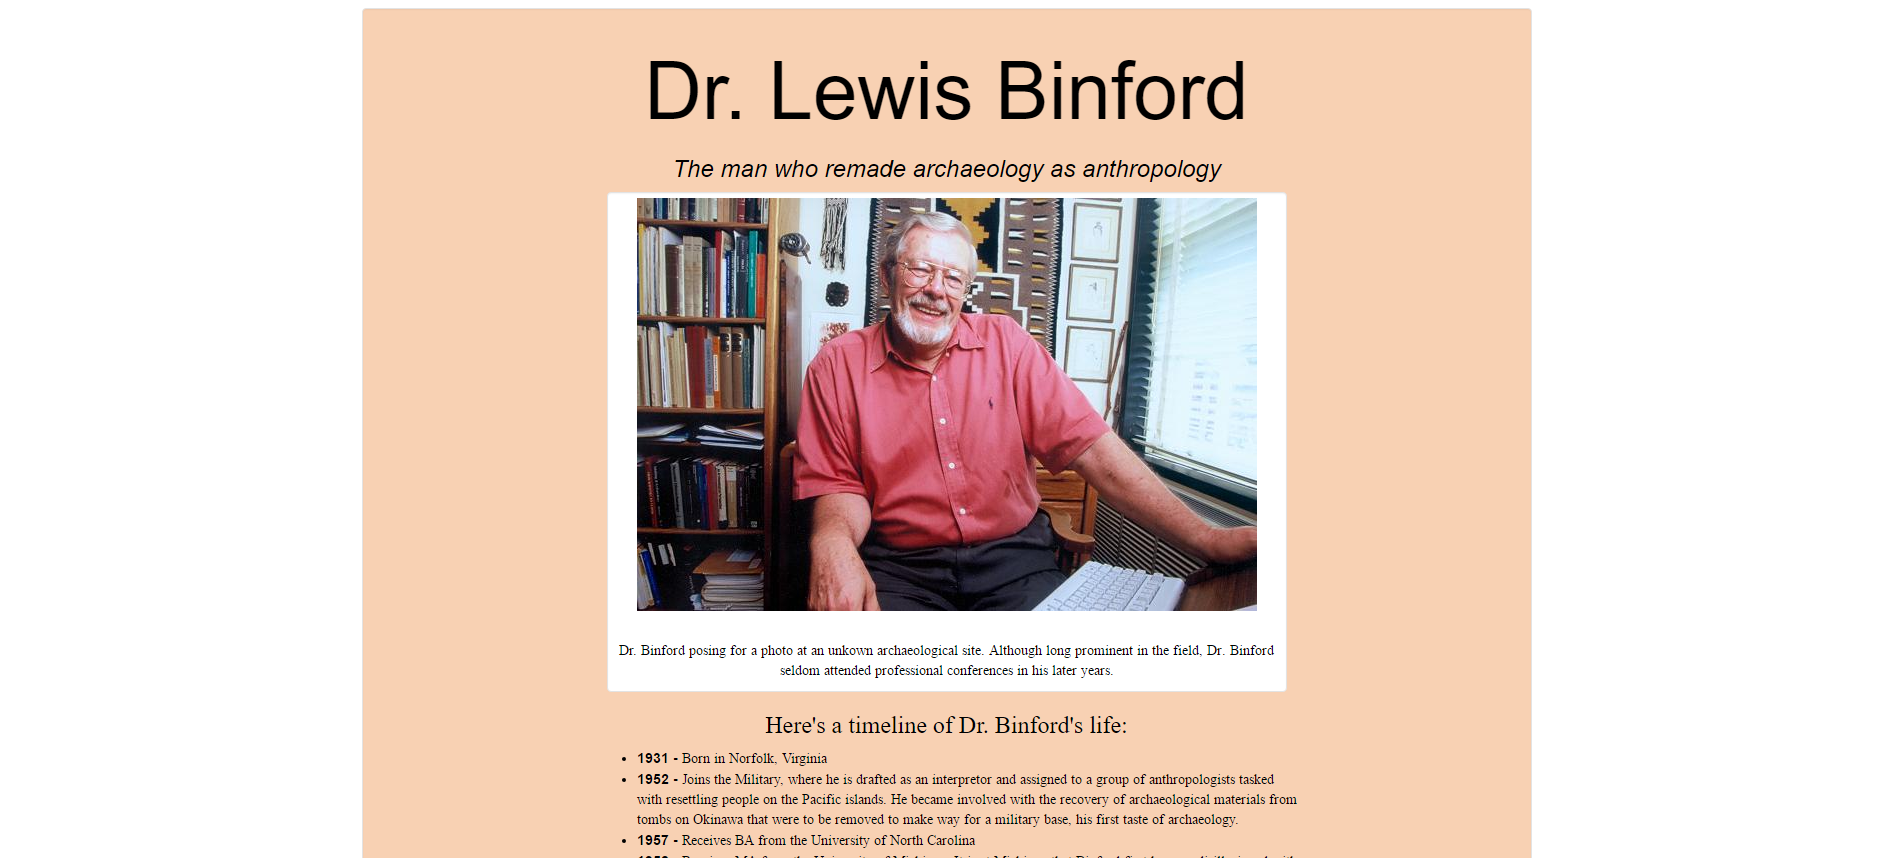 Dr. Lewis Binford
The man who remade archaeology as anthropology
Dr. Binford posing for a photo at an unkown archaeological site. Although long prominent in the field, Dr. Binford
seldom attended professional conferences in his later years.
Here's a timeline of Dr. Binford's life:
• 1931 - Born in Norfolk, Virginia
• 1952 - Joins the Military, where he is drafted as an interpretor and assigned to a group of anthropologists tasked
with resettling people on the Pacific islands. He became involved with the recovery of archaeological materials from
tombs on Okinawa that were to be removed to make way for a military base, his first taste of archaeology.
• 1957 - Receives BA from the University of North Carolina